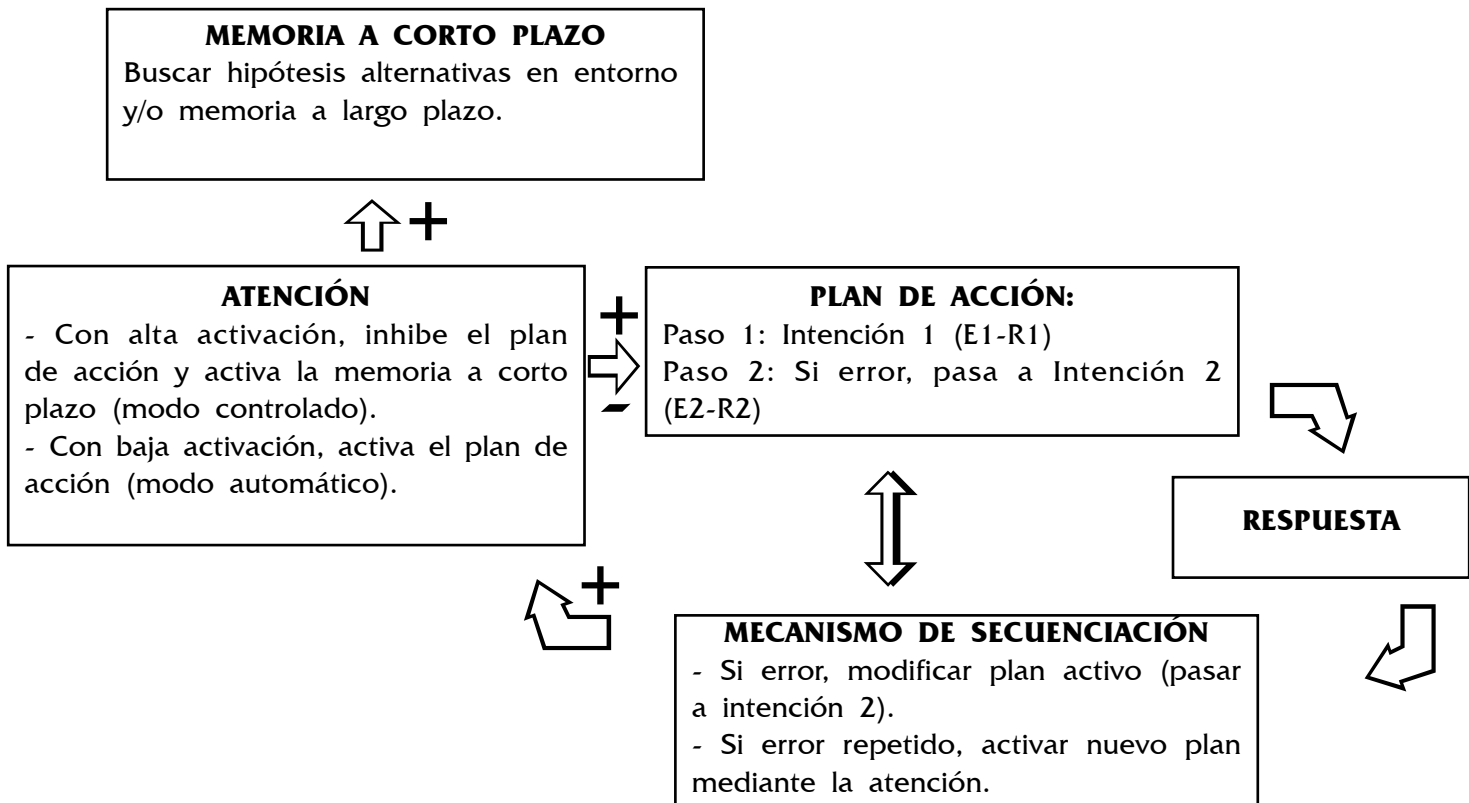 MEMORIA A CORTO PLAZO
Buscar hipótesis alternativas en entorno
y/o memoria a largo plazo.
+
ATENCIÓN
- Con alta activación, inhibe el plan
de acción y activa la memoria a corto
plazo (modo controlado).
- Con baja activación, activa el plan de
acción (modo automático).
+
-
PLAN DE ACCIÓN:
Paso 1: Intención 1 (E1-R1)
Paso 2: Si error, pasa a Intención 2
(E2-R2)
RESPUESTA
+
MECANISMO DE SECUENCIACIÓN
- Si error, modificar plan activo (pasar
a intención 2).
- Si error repetido, activar nuevo plan
mediante la atención.